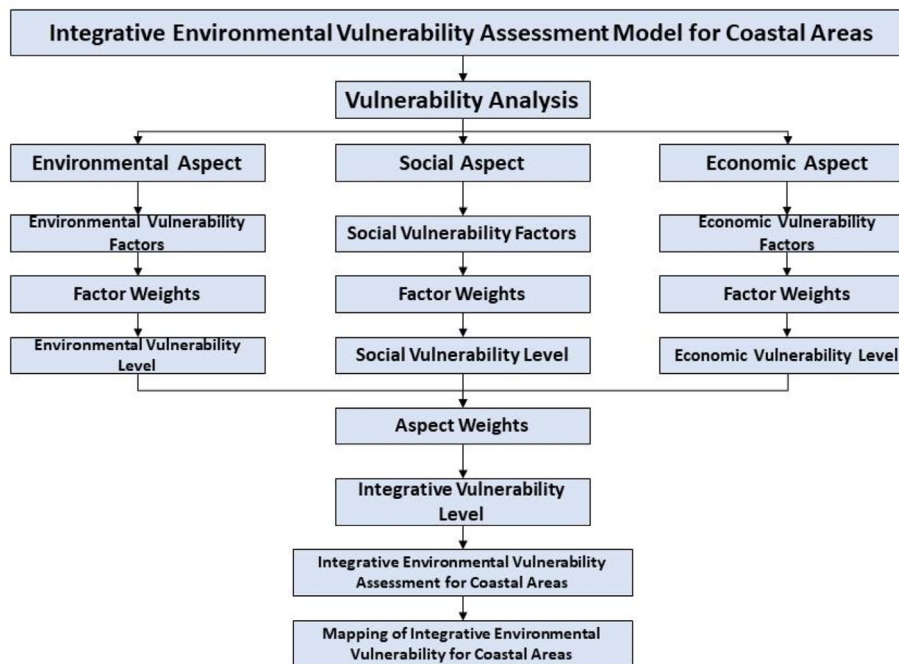 Integrative Environmental Vulnerability Assessment Model for Coastal Areas
Vulnerability Analysis
Environmental Aspect
Social Aspect
Economic Aspect
Environmental Vulnerability
Factors
Social Vulnerability Factors
Economic Vulnerability
Factors
Factor Weights
Factor Weights
Factor Weights
Environmental Vulnerability
Level
Social Vulnerability Level
Economic Vulnerability Level
Aspect Weights
Integrative Vulnerability
Level
Integrative Environmental Vulnerability
Assessment for Coastal Areas
Mapping of Integrative Environmental
Vulnerability for Coastal Areas